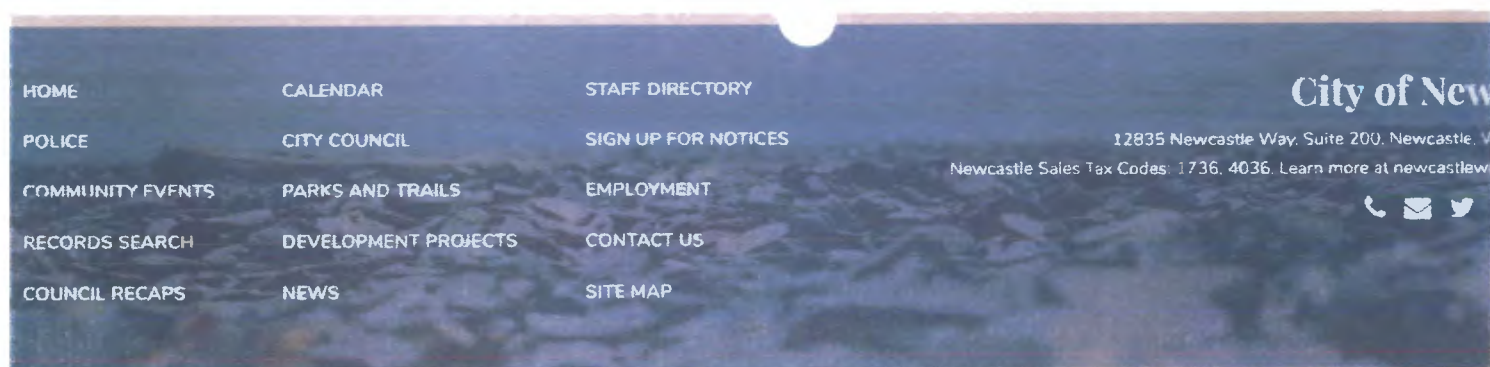 HOME
POLICE
COMMUNITY EVENTS
RECORDS SEARCH
COUNCIL RECAPS
CALENDAR
CITY COUNCIL
PARKS AND TRAILS
DEVELOPMENT PROJECTS
NEWS
STAFF DIRECTORY
SIGN UP FOR NOTICES
EMPLOYMENT
CONTACT US
SITE MAP
City of New
12835 Newcastle Way, Suite 200, Newcastle,
Newcastle Sales Tax Codes: 1736, 4036. Learn more at newcastlew